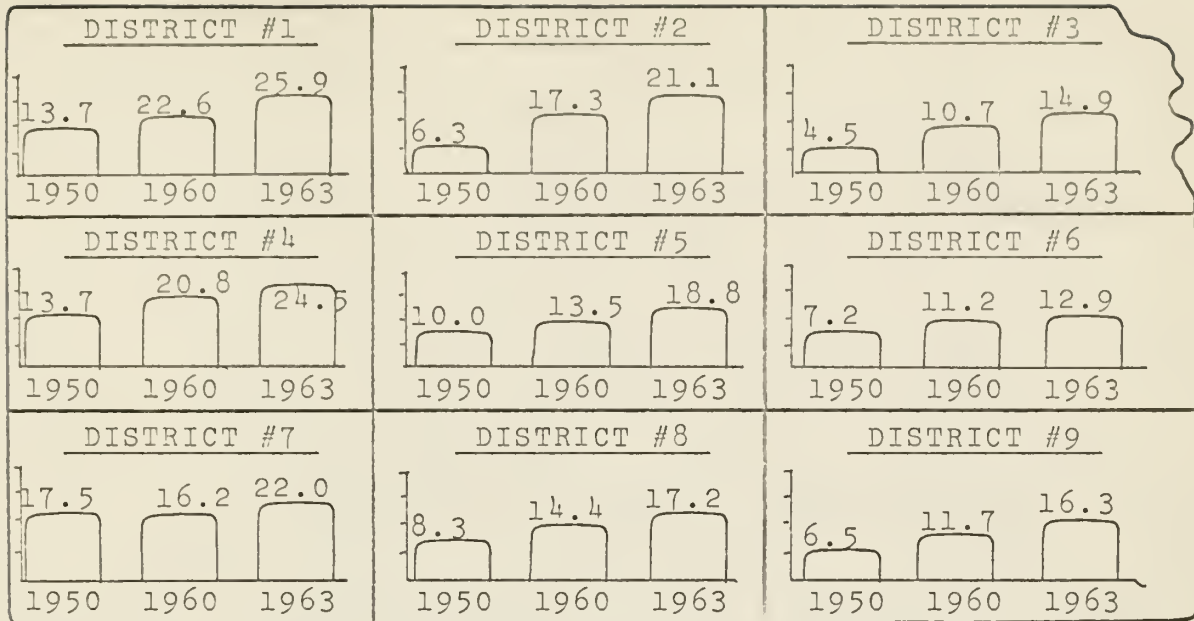 DISTRICT #1
13.7 22.6 25.9
1950 1960 1963
DISTRICT #2
6.3 17.3 21.1
1950 1960 1963
DISTRICT #3
4.5 10.7 14.9
1950 1960 1963
DISTRICT #4
13.7 20.8 24.5
1950 1960 1963
DISTRICT #5
10.0 13.5 18.8
1950 1960 1963
DISTRICT #6
7.2 11.2 12.9
1950 1960 1963
DISTRICT #7
17.5 16.2 22.0
1950 1960 1963
DISTRICT #8
8.3 14.4 17.2
1950 1960 1963
DISTRICT #9
6.5 11.7 16.3
1950 1960 1963